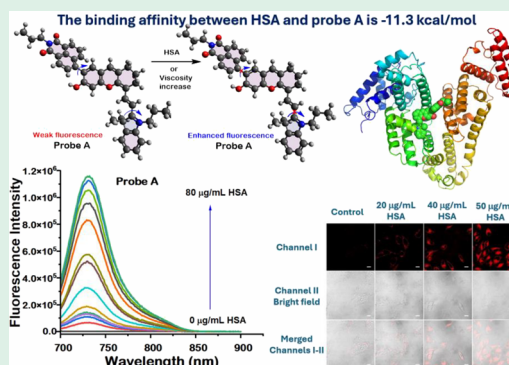 The binding affinity between HSA and probe A is -11.3 kcal/mol
HSA
or
Viscosity
increase
Weak fluorescence
Probe A
Enhanced fluorescence
Probe A
Probe A
80 μg/mL HSA
0 μg/mL HSA
Fluorescence Intensity
1.2×10⁶
1.0×10⁶
8.0×10⁵
6.0×10⁵
4.0×10⁵
2.0×10⁵
0.0
700 750 800 850 900
Wavelength (nm)
Control
20 μg/mL
HSA
40 μg/mL
HSA
50 μg/m
HSA
Channel I
Channel II
Bright field
Merged
Channels I-II